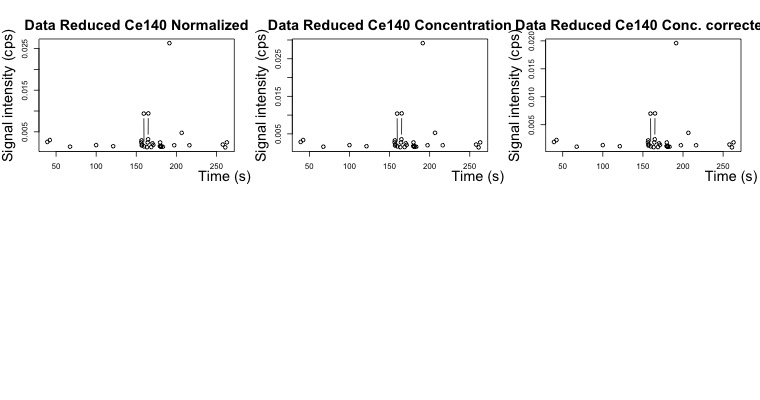 Data Reduced Ce140 Normalized
Signal intensity (cps)
0.005 0.015 0.025
50 100 150 200 250
Time (s)
Data Reduced Ce140 Concentration
Signal intensity (cps)
0.005 0.015 0.025
50 100 150 200 250
Time (s)
Data Reduced Ce140 Conc. correcte
Signal intensity (cps)
0.005 0.010 0.015 0.020
50 100 150 200 250
Time (s)